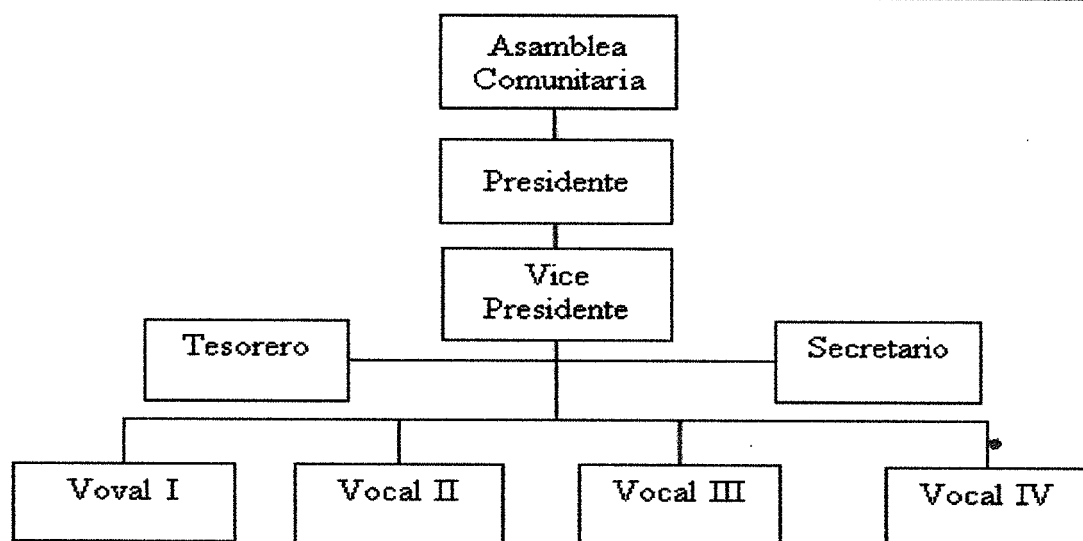 Asamblea
Comunitaria
Presidente
Vice
Presidente
Tesorero
Secretario
Voval I
Vocal II
Vocal III
Vocal IV